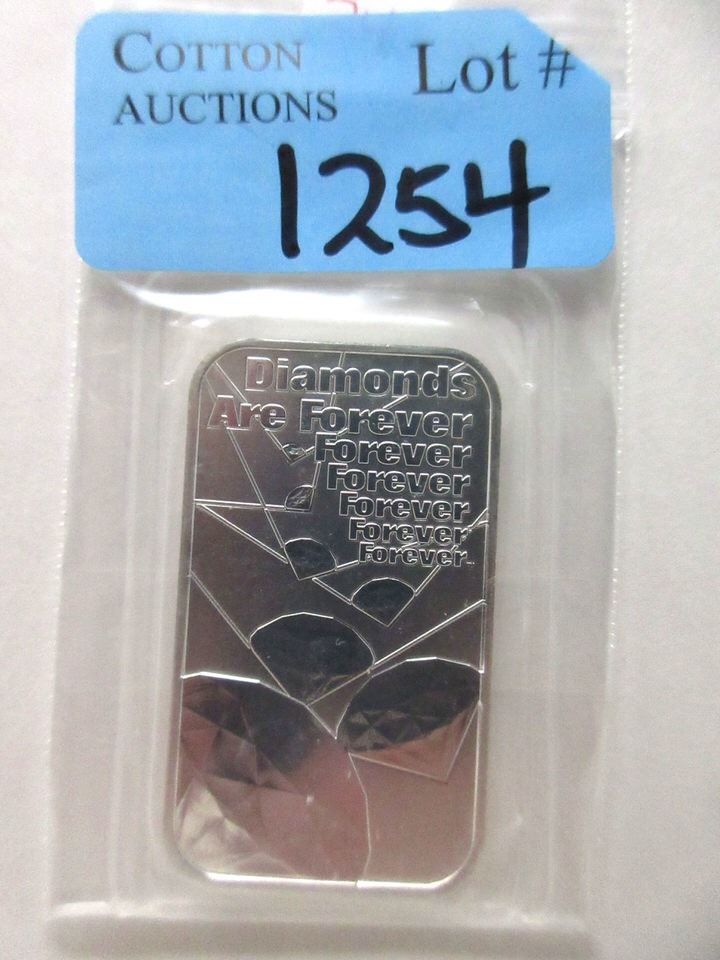 COTTON
AUCTIONS
Lot #
1254
Diamonds
Are Forever
Forever
Forever
Forever
Forever
Forever